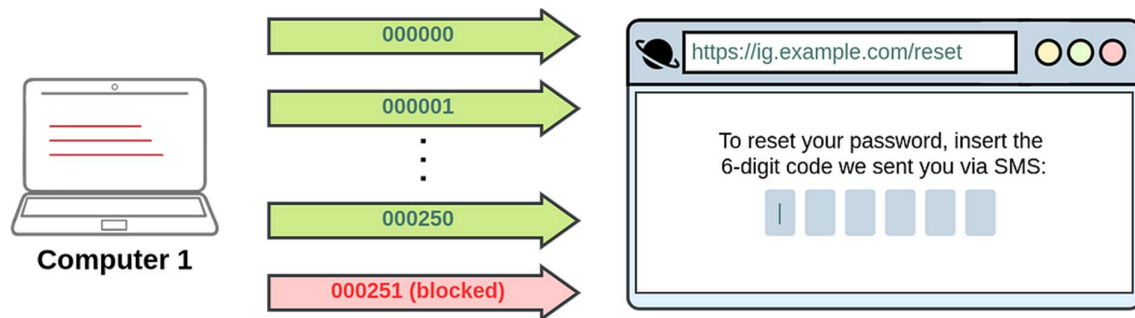 000000
000001
000250
000251 (blocked)
Computer 1
https://ig.example.com/reset
To reset your password, insert the
6-digit code we sent you via SMS: